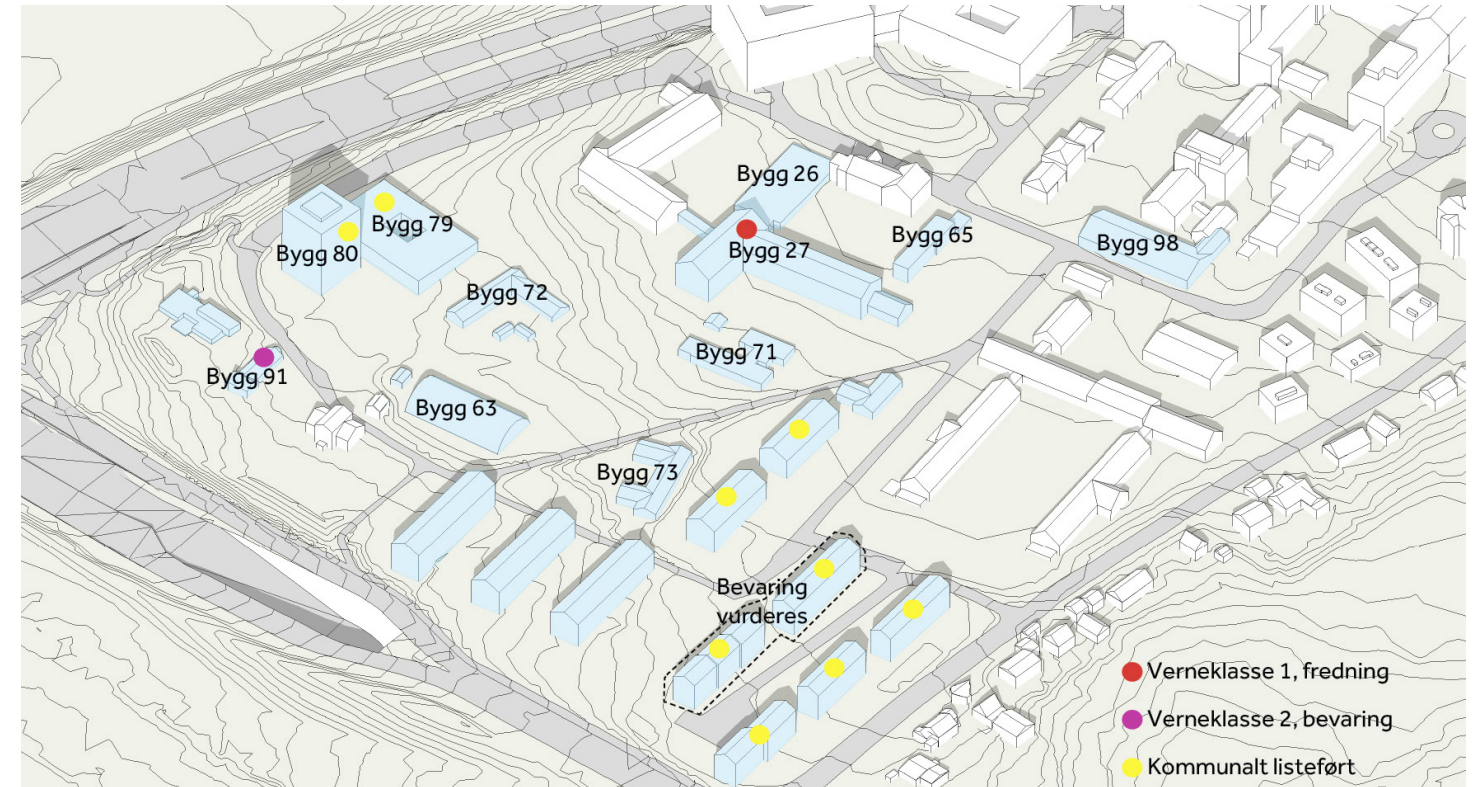 Bygg 26
Bygg 79
Bygg 65
Bygg 98
Bygg 80
Bygg 27
Bygg 72
Bygg 71
Bygg 91
Bygg 63
Bygg 73
Bevaring
vurderes
Verneklasse 1, fredning
Verneklasse 2, bevaring
Kommunalt listeført